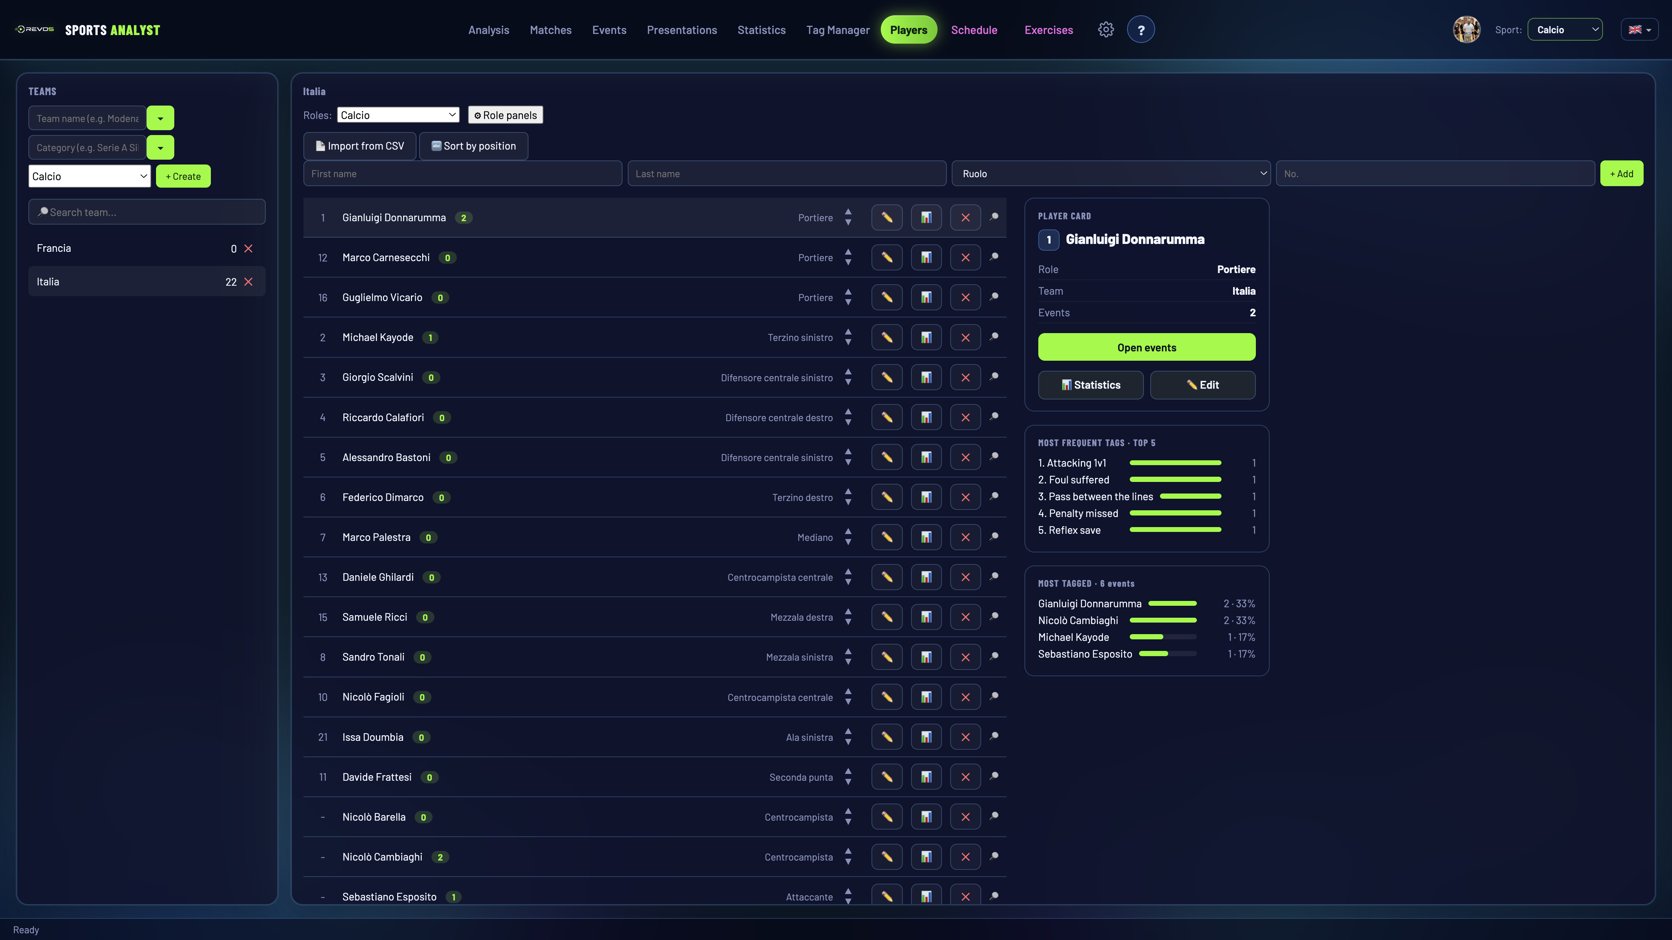 REVOS SPORTS ANALYST
Analysis Matches Events Presentations Statistics Tag Manager Players Schedule Exercises ?
Sport: Calcio
TEAMS
Team name (e.g. Modena
Category (e.g. Serie A Si
Calcio + Create
Search team...
Francia 0
Italia 22
Italia
Roles: Calcio Role panels
Import from CSV Sort by position
First name Last name Ruolo No. + Add
1 Gianluigi Donnarumma 2 Portiere
12 Marco Carnesecchi 0 Portiere
16 Guglielmo Vicario 0 Portiere
2 Michael Kayode 1 Terzino sinistro
3 Giorgio Scalvini 0 Difensore centrale sinistro
4 Riccardo Calafiori 0 Difensore centrale destro
5 Alessandro Bastoni 0 Difensore centrale sinistro
6 Federico Dimarco 0 Terzino destro
7 Marco Palestra 0 Mediano
13 Daniele Ghilardi 0 Centrocampista centrale
15 Samuele Ricci 0 Mezzala destra
8 Sandro Tonali 0 Mezzala sinistra
10 Nicolò Fagioli 0 Centrocampista centrale
21 Issa Doumbia 0 Ala sinistra
11 Davide Frattesi 0 Seconda punta
- Nicolò Barella 0 Centrocampista
- Nicolò Cambiaghi 2 Centrocampista
- Sebastiano Esposito 1 Attaccante
PLAYER CARD
1 Gianluigi Donnarumma
Role Portiere
Team Italia
Events 2
Open events
Statistics Edit
MOST FREQUENT TAGS · TOP 5
1. Attacking 1v1 1
2. Foul suffered 1
3. Pass between the lines 1
4. Penalty missed 1
5. Reflex save 1
MOST TAGGED · 6 events
Gianluigi Donnarumma 2 · 33%
Nicolò Cambiaghi 2 · 33%
Michael Kayode 1 · 17%
Sebastiano Esposito 1 · 17%
Ready